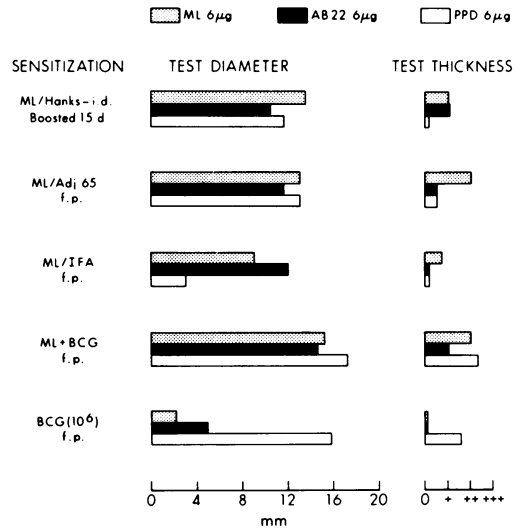 ML 6μg AB22 6μg PPD 6μg
SENSITIZATION TEST DIAMETER TEST THICKNESS
ML/Hanks-i.d.
Boosted 15 d
ML/Adj 65
f.p.
ML/IFA
f.p.
ML+BCG
f.p.
BCG(10⁶)
f.p.
0 4 8 12 16 20 0 + ++ +++
mm